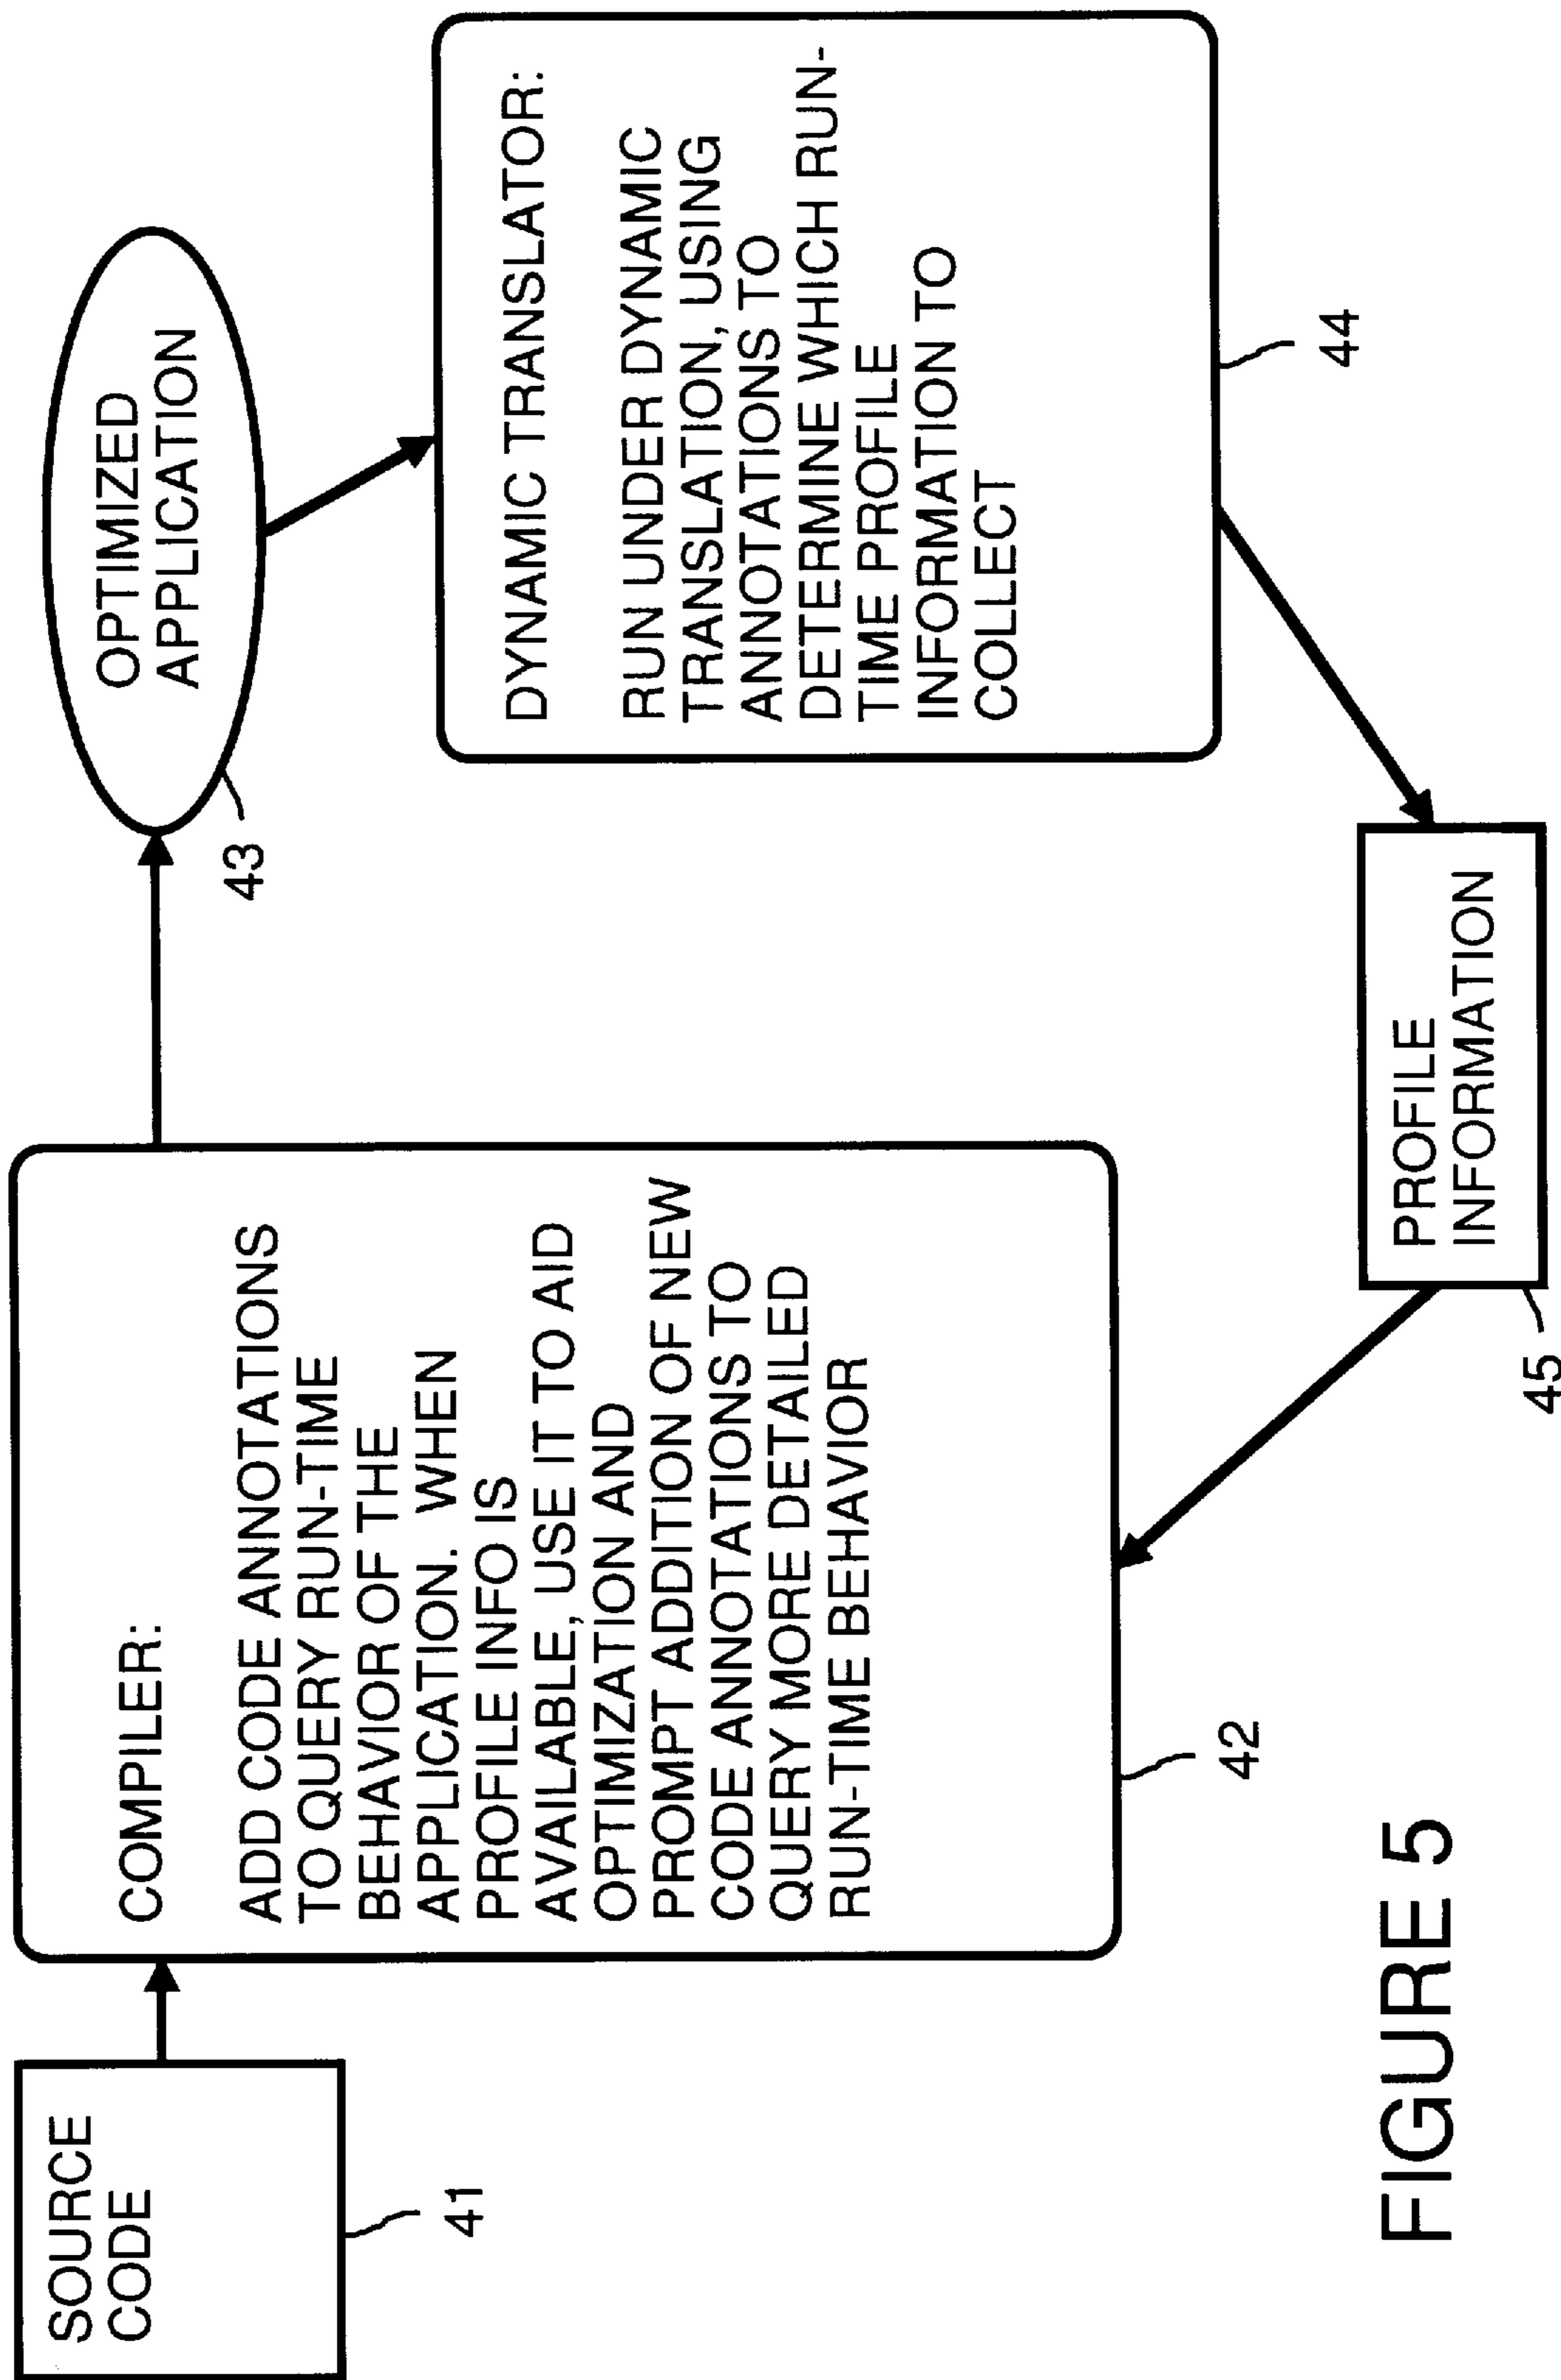 SOURCE
CODE
41
COMPILER:
ADD CODE ANNOTATIONS
TO QUERY RUN-TIME
BEHAVIOR OF THE
APPLICATION. WHEN
PROFILE INFO IS
AVAILABLE, USE IT TO AID
OPTIMIZATION AND
PROMPT ADDITION OF NEW
CODE ANNOTATIONS TO
QUERY MORE DETAILED
RUN-TIME BEHAVIOR
42
OPTIMIZED
APPLICATION
43
DYNAMIC TRANSLATOR:
RUN UNDER DYNAMIC
TRANSLATION, USING
ANNOTATIONS TO
DETERMINE WHICH RUN-
TIME PROFILE
INFORMATION TO
COLLECT
44
PROFILE
INFORMATION
45
FIGURE 5